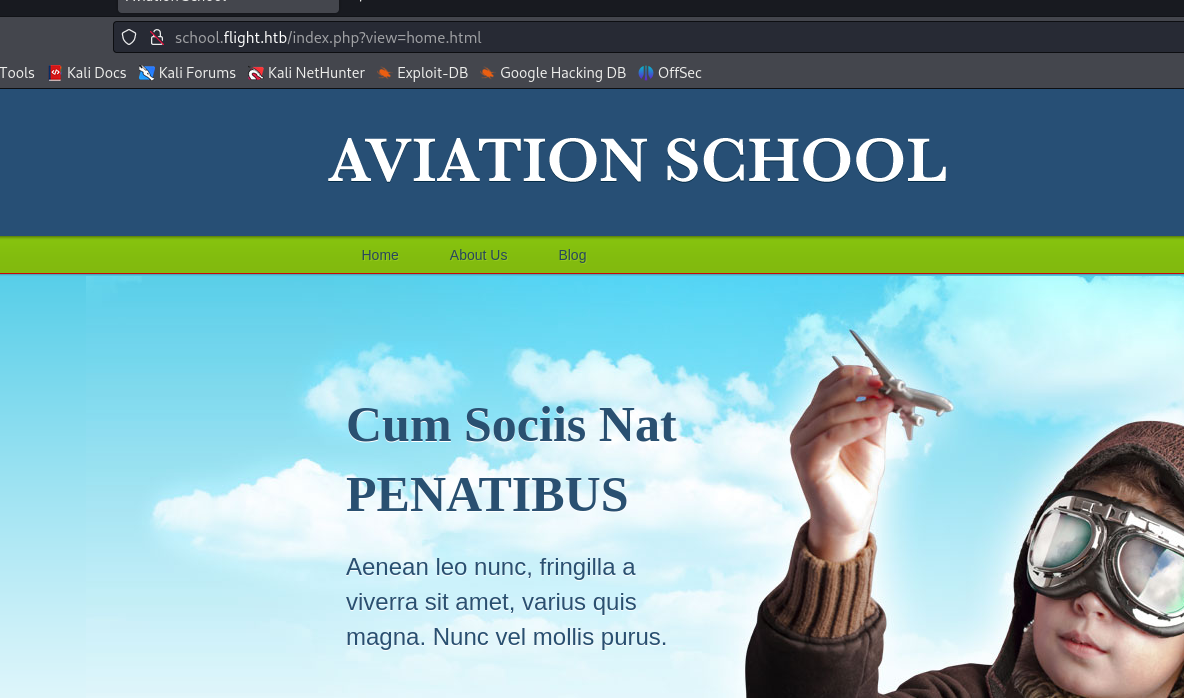 school.flight.htb/index.php?view=home.html
Tools Kali Docs Kali Forums Kali NetHunter Exploit-DB Google Hacking DB OffSec
AVIATION SCHOOL
Home About Us Blog
Cum Sociis Nat
PENATIBUS
Aenean leo nunc, fringilla a
viverra sit amet, varius quis
magna. Nunc vel mollis purus.